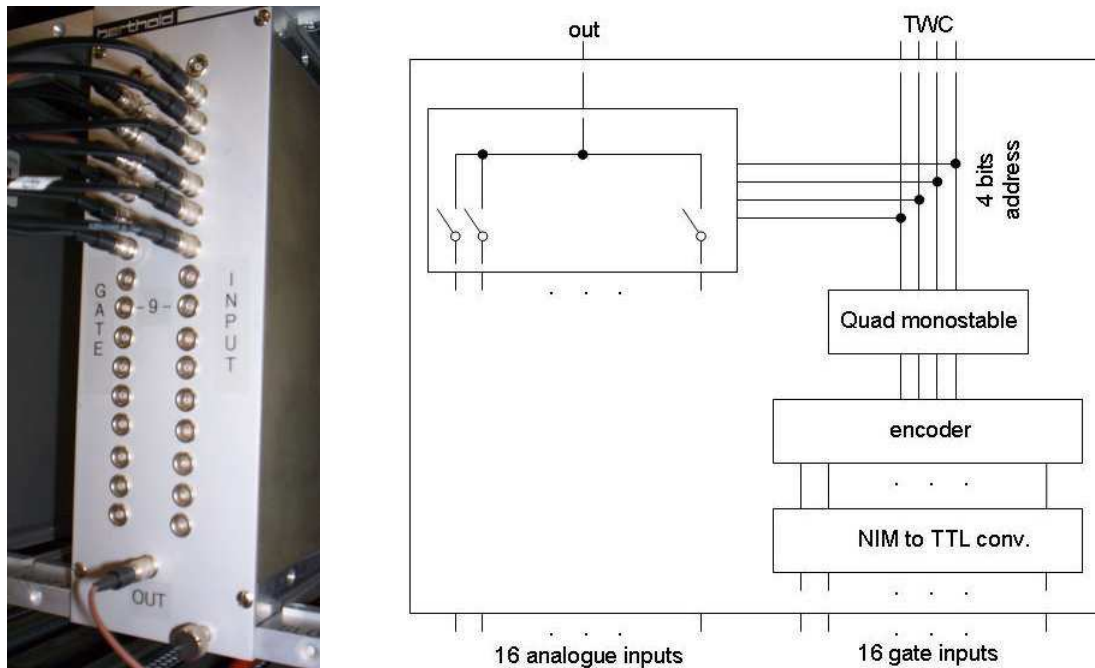 berthold
GATE
-9-
INPUT
OUT
out
TWC
4 bits
address
Quad monostable
encoder
NIM to TTL conv.
16 analogue inputs
16 gate inputs